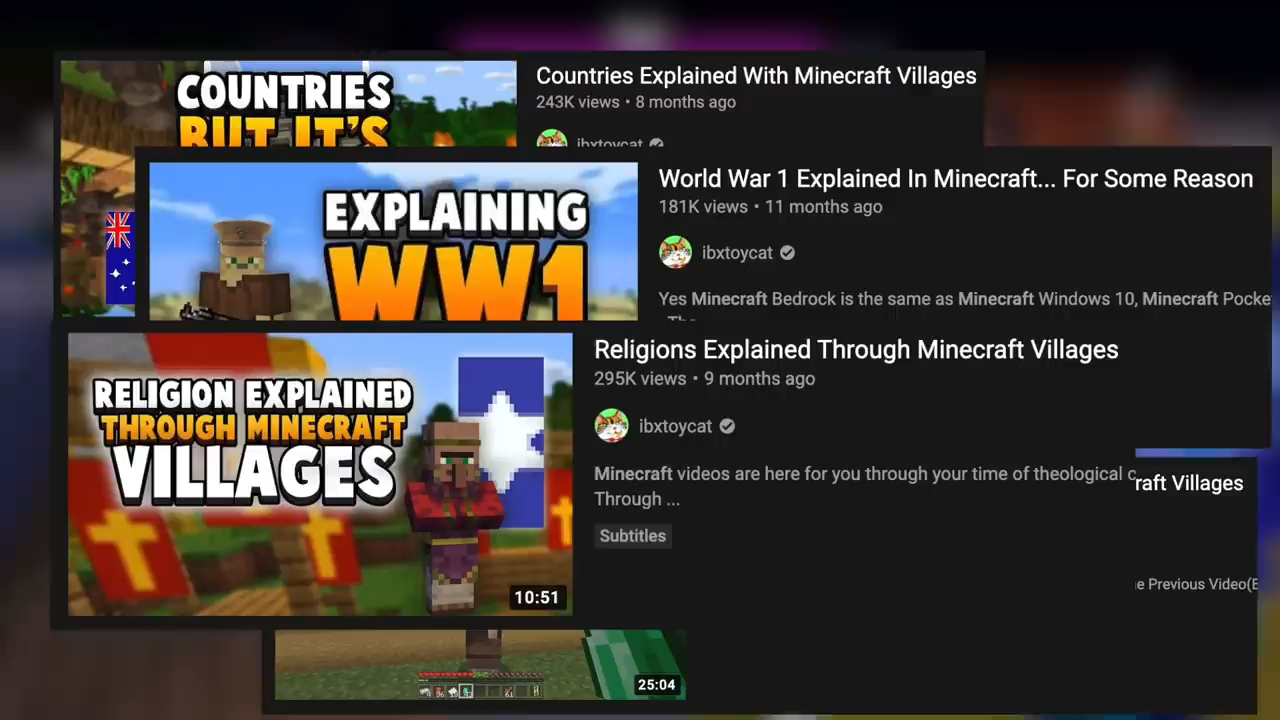 COUNTRIES
BUT IT'S
Countries Explained With Minecraft Villages
243K views • 8 months ago
ibxtoycat
EXPLAINING
WW1
World War 1 Explained In Minecraft... For Some Reason
181K views • 11 months ago
ibxtoycat
Yes Minecraft Bedrock is the same as Minecraft Windows 10, Minecraft Pocke
RELIGION EXPLAINED
THROUGH MINECRAFT
VILLAGES
10:51
Religions Explained Through Minecraft Villages
295K views • 9 months ago
ibxtoycat
Minecraft videos are here for you through your time of theological c
Through ...
Subtitles
raft Villages
e Previous Video(E
25:04